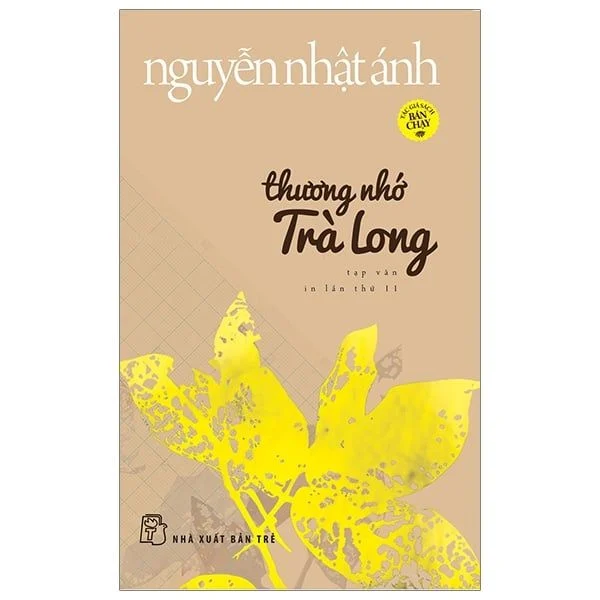 nguyễn nhật ánh
TÁC GIẢ SÁCH
BÁN
CHẠY
thương nhớ
Trà Long
tạp văn
in lần thứ 11
T
NHÀ XUẤT BẢN TRẺ